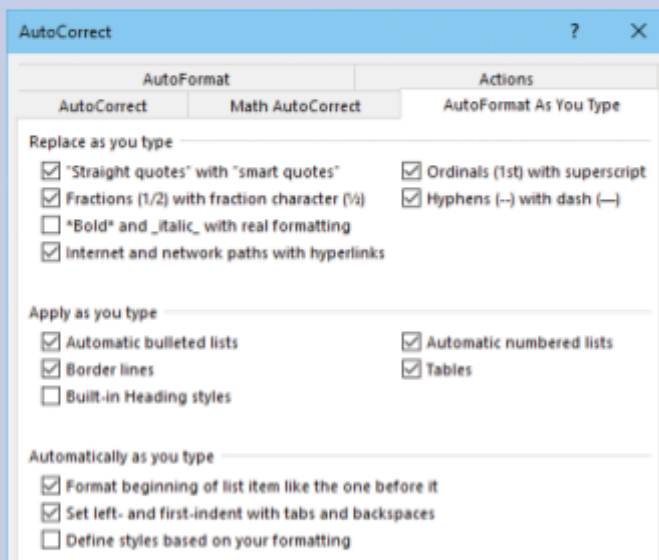 AutoCorrect ? ×
AutoFormat Actions
AutoCorrect Math AutoCorrect AutoFormat As You Type
Replace as you type
"Straight quotes" with “smart quotes” Ordinals (1st) with superscript
Fractions (1/2) with fraction character (½) Hyphens (--) with dash (—)
*Bold* and _italic_ with real formatting
Internet and network paths with hyperlinks
Apply as you type
Automatic bulleted lists Automatic numbered lists
Border lines Tables
Built-in Heading styles
Automatically as you type
Format beginning of list item like the one before it
Set left- and first-indent with tabs and backspaces
Define styles based on your formatting